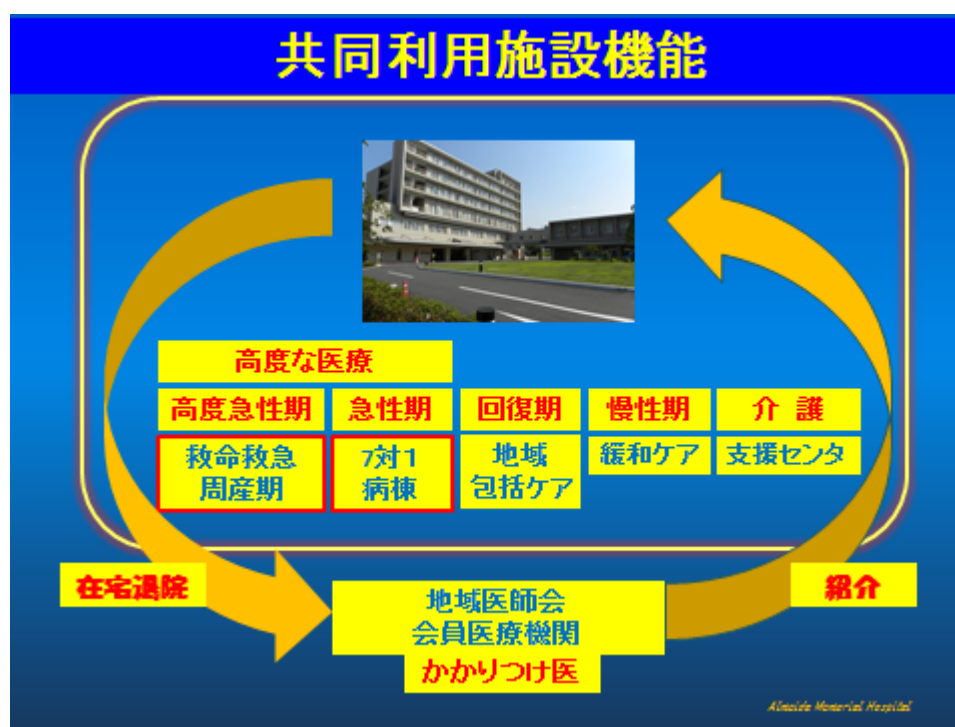 共同利用施設機能
高度な医療
高度急性期 急性期 回復期 慢性期 介 護
救命救急
周産期
7対1
病棟
地域
包括ケア
緩和ケア
支援センタ
在宅退院
紹介
地域医師会
会員医療機関
かかりつけ医
Almeida Memorial Hospital